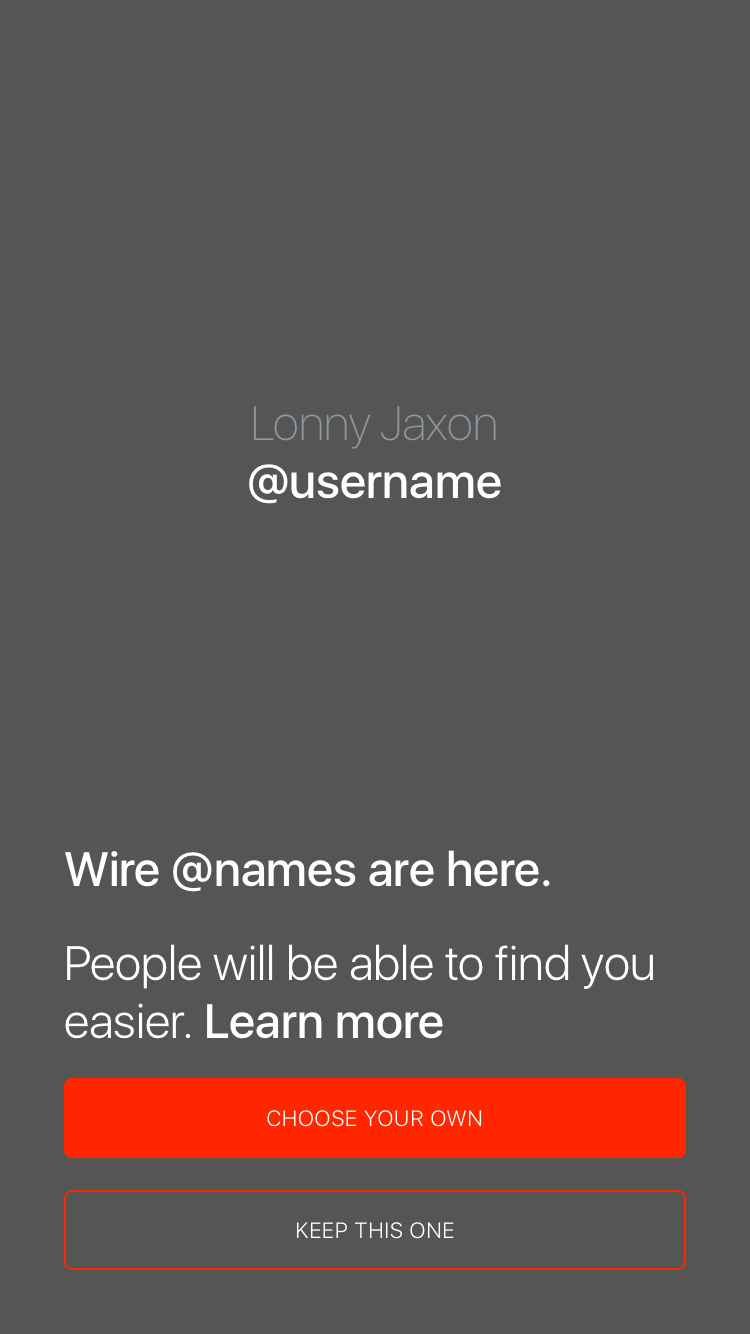 Lonny Jaxon
@username
Wire @names are here.
People will be able to find you
easier. Learn more
CHOOSE YOUR OWN
KEEP THIS ONE